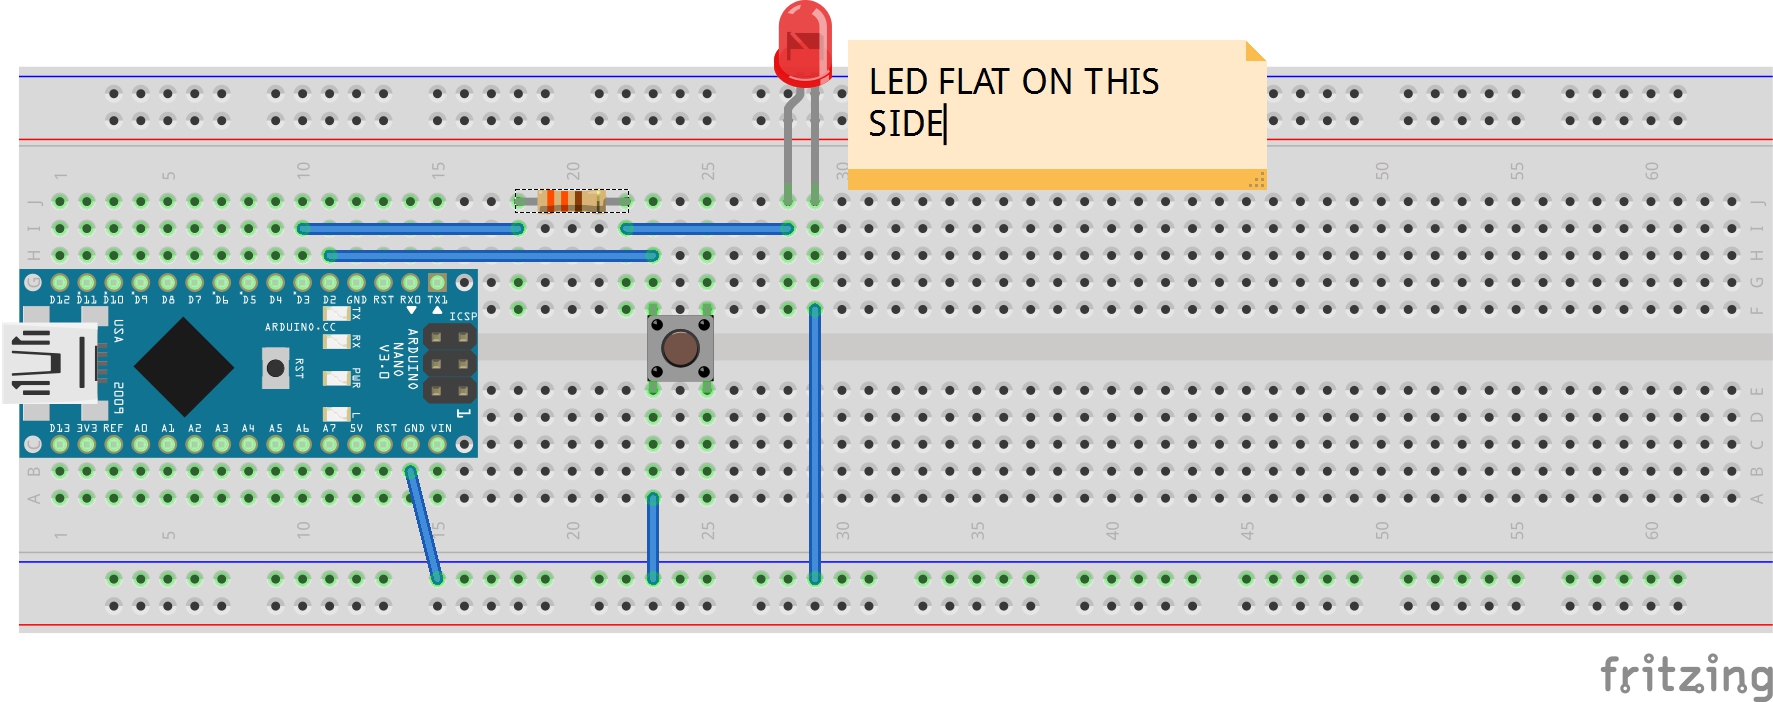 LED FLAT ON THIS
SIDE
1 5 10 15 20 25 30 50 55 60
J J
I I
H H
G G
D12 D11 D10 D9 D8 D7 D6 D5 D4 D3 D2 GND RST RX0 TX1
F
ARDUINO.CC
TX
RX
PWR
L
ICSP
ARDUINO
NANO
V3.0
RST
USA
2009
1
E
D
D13 3V3 REF A0 A1 A2 A3 A4 A5 A6 A7 5V RST GND VIN
C C
B B
A A
1 5 10 15 20 25 30 35 40 45 50 55 60
fritzing